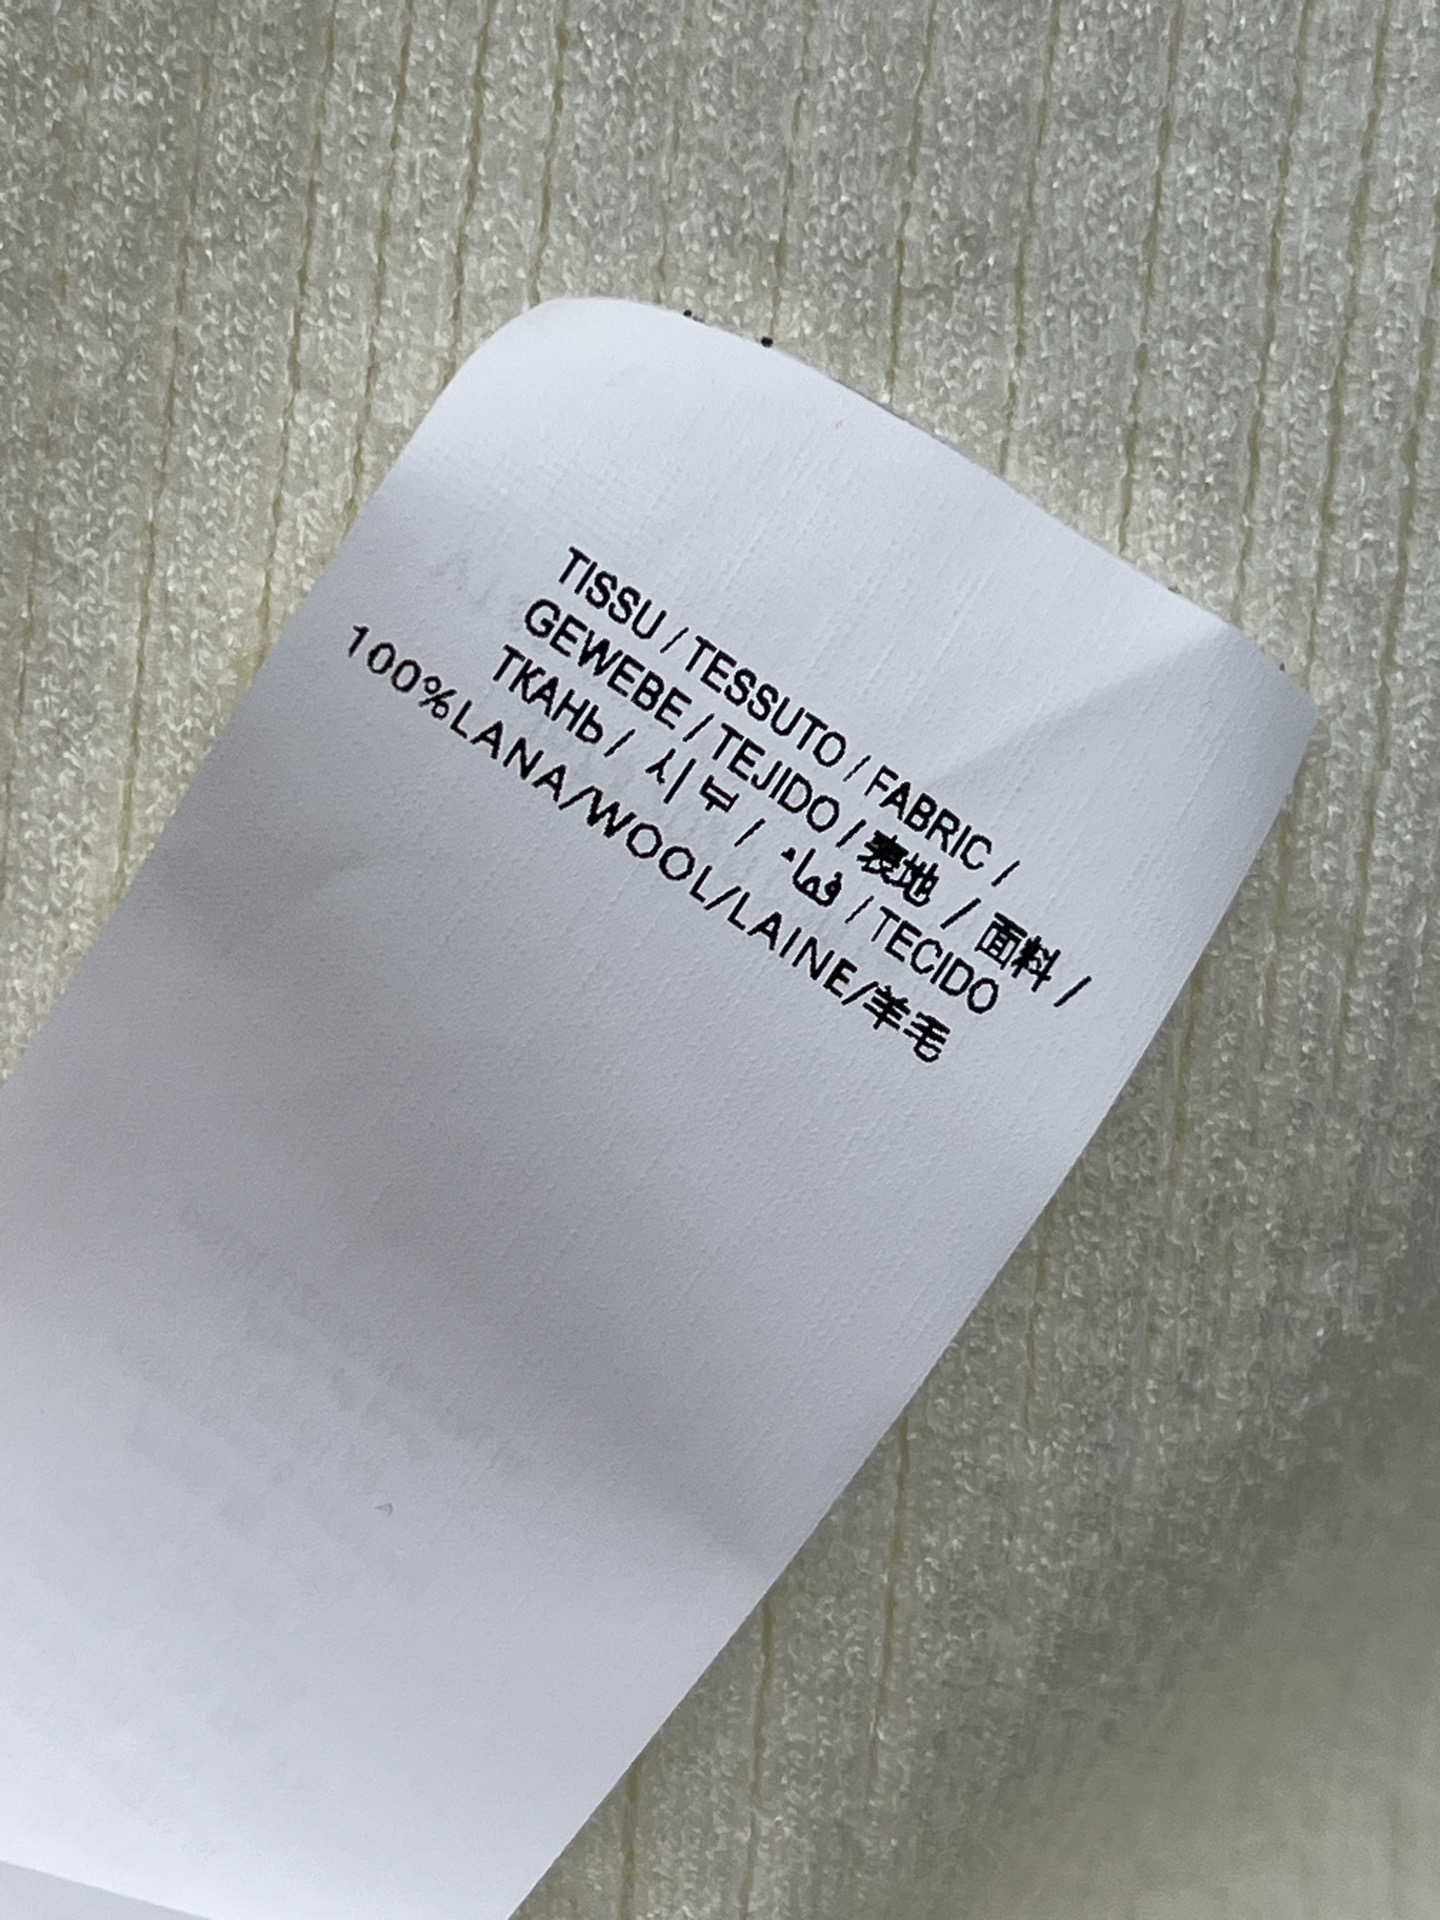 TISSU / TESSUTO / FABRIC /
GEWEBE / TEJIDO / 表地 / 面料 /
ТКАНЬ / 시 부 / قماش / TECIDO
100%LANA/WOOL/LAINE/羊毛